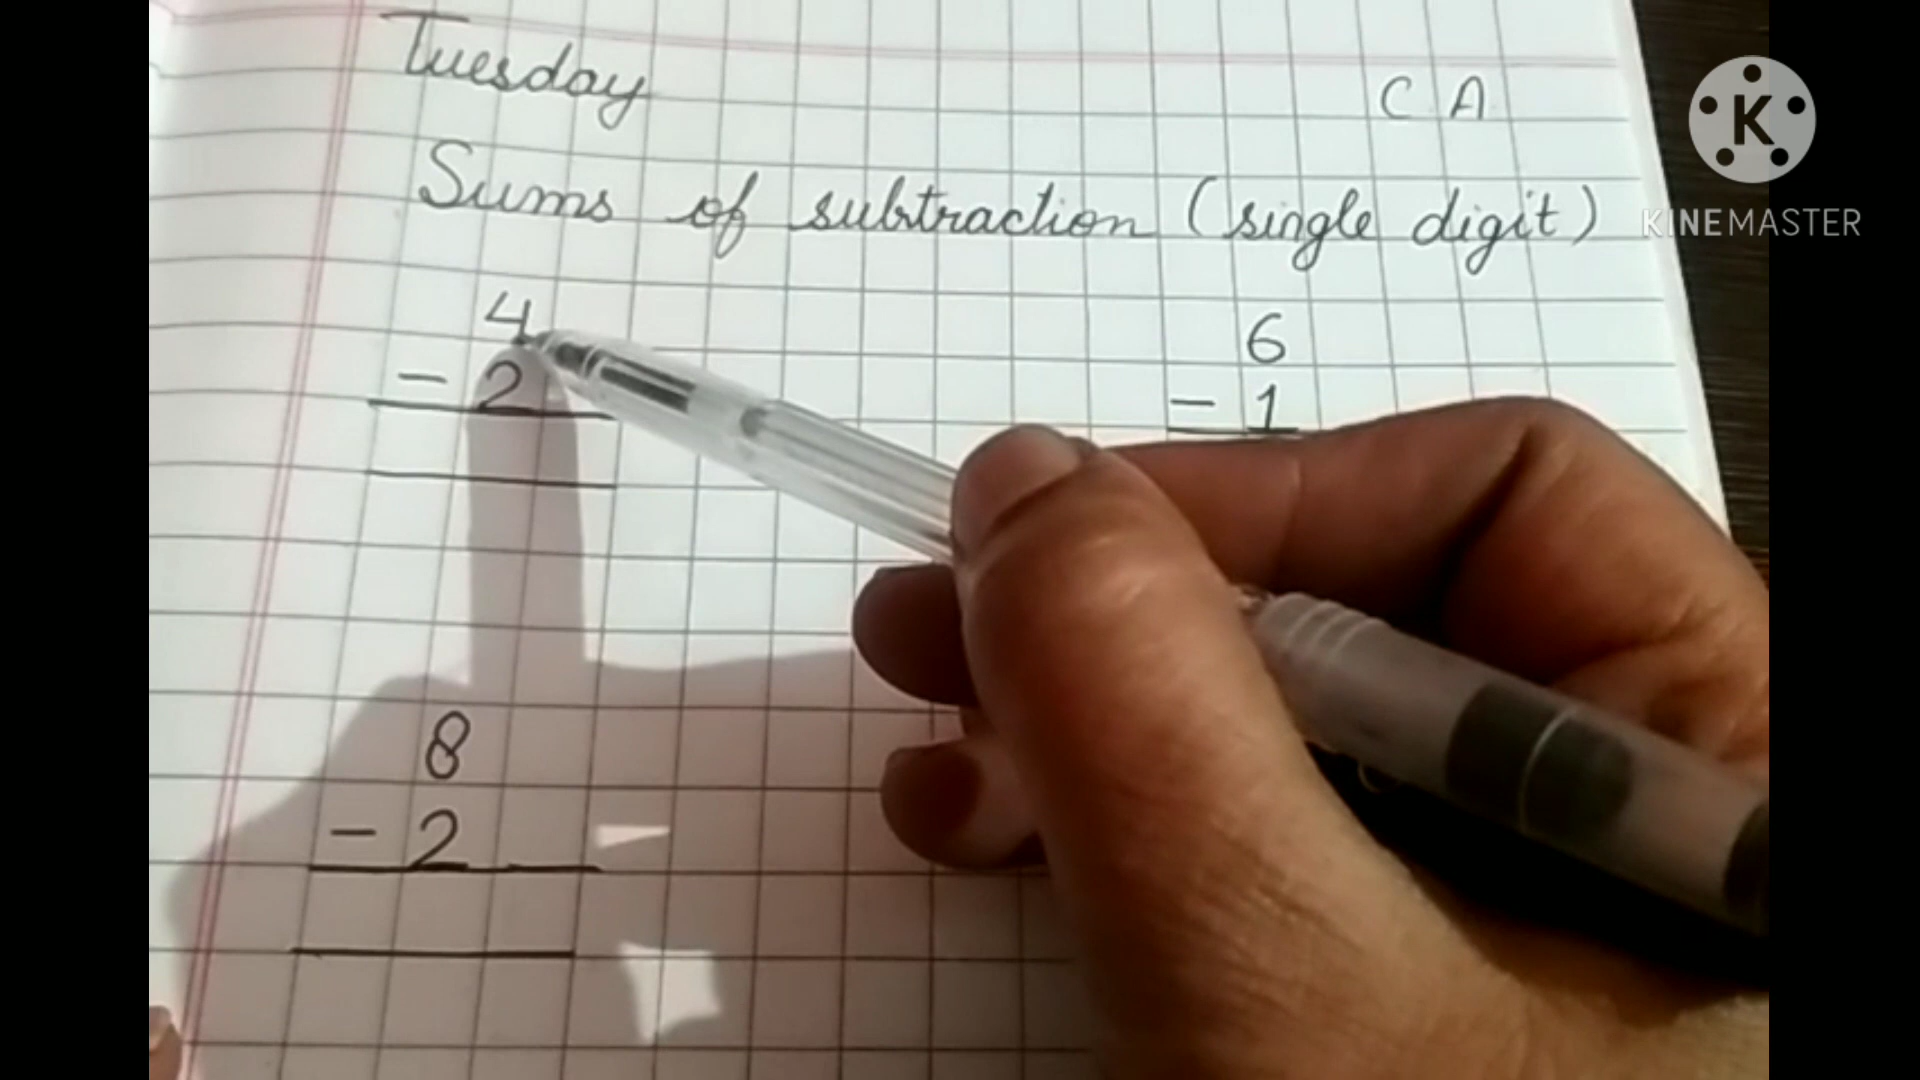 Tuesday C A
Sums of subtraction (single digit)
4 6
- 2 - 1
8
- 2
K
KINEMASTER